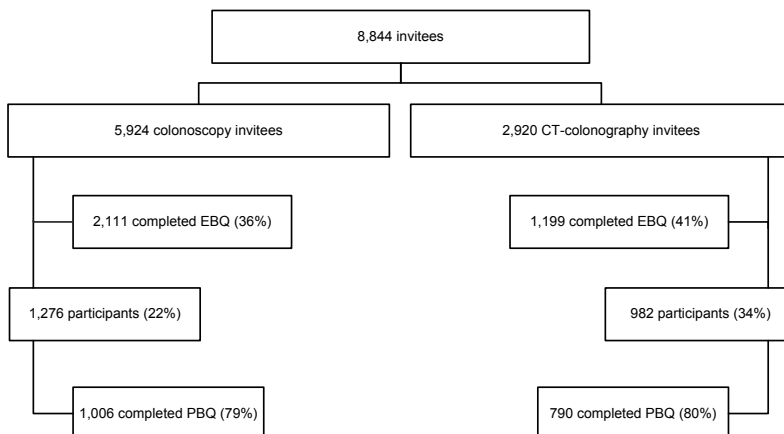 8,844 invitees
5,924 colonoscopy invitees
2,920 CT-colonography invitees
2,111 completed EBQ (36%)
1,199 completed EBQ (41%)
1,276 participants (22%)
982 participants (34%)
1,006 completed PBQ (79%)
790 completed PBQ (80%)